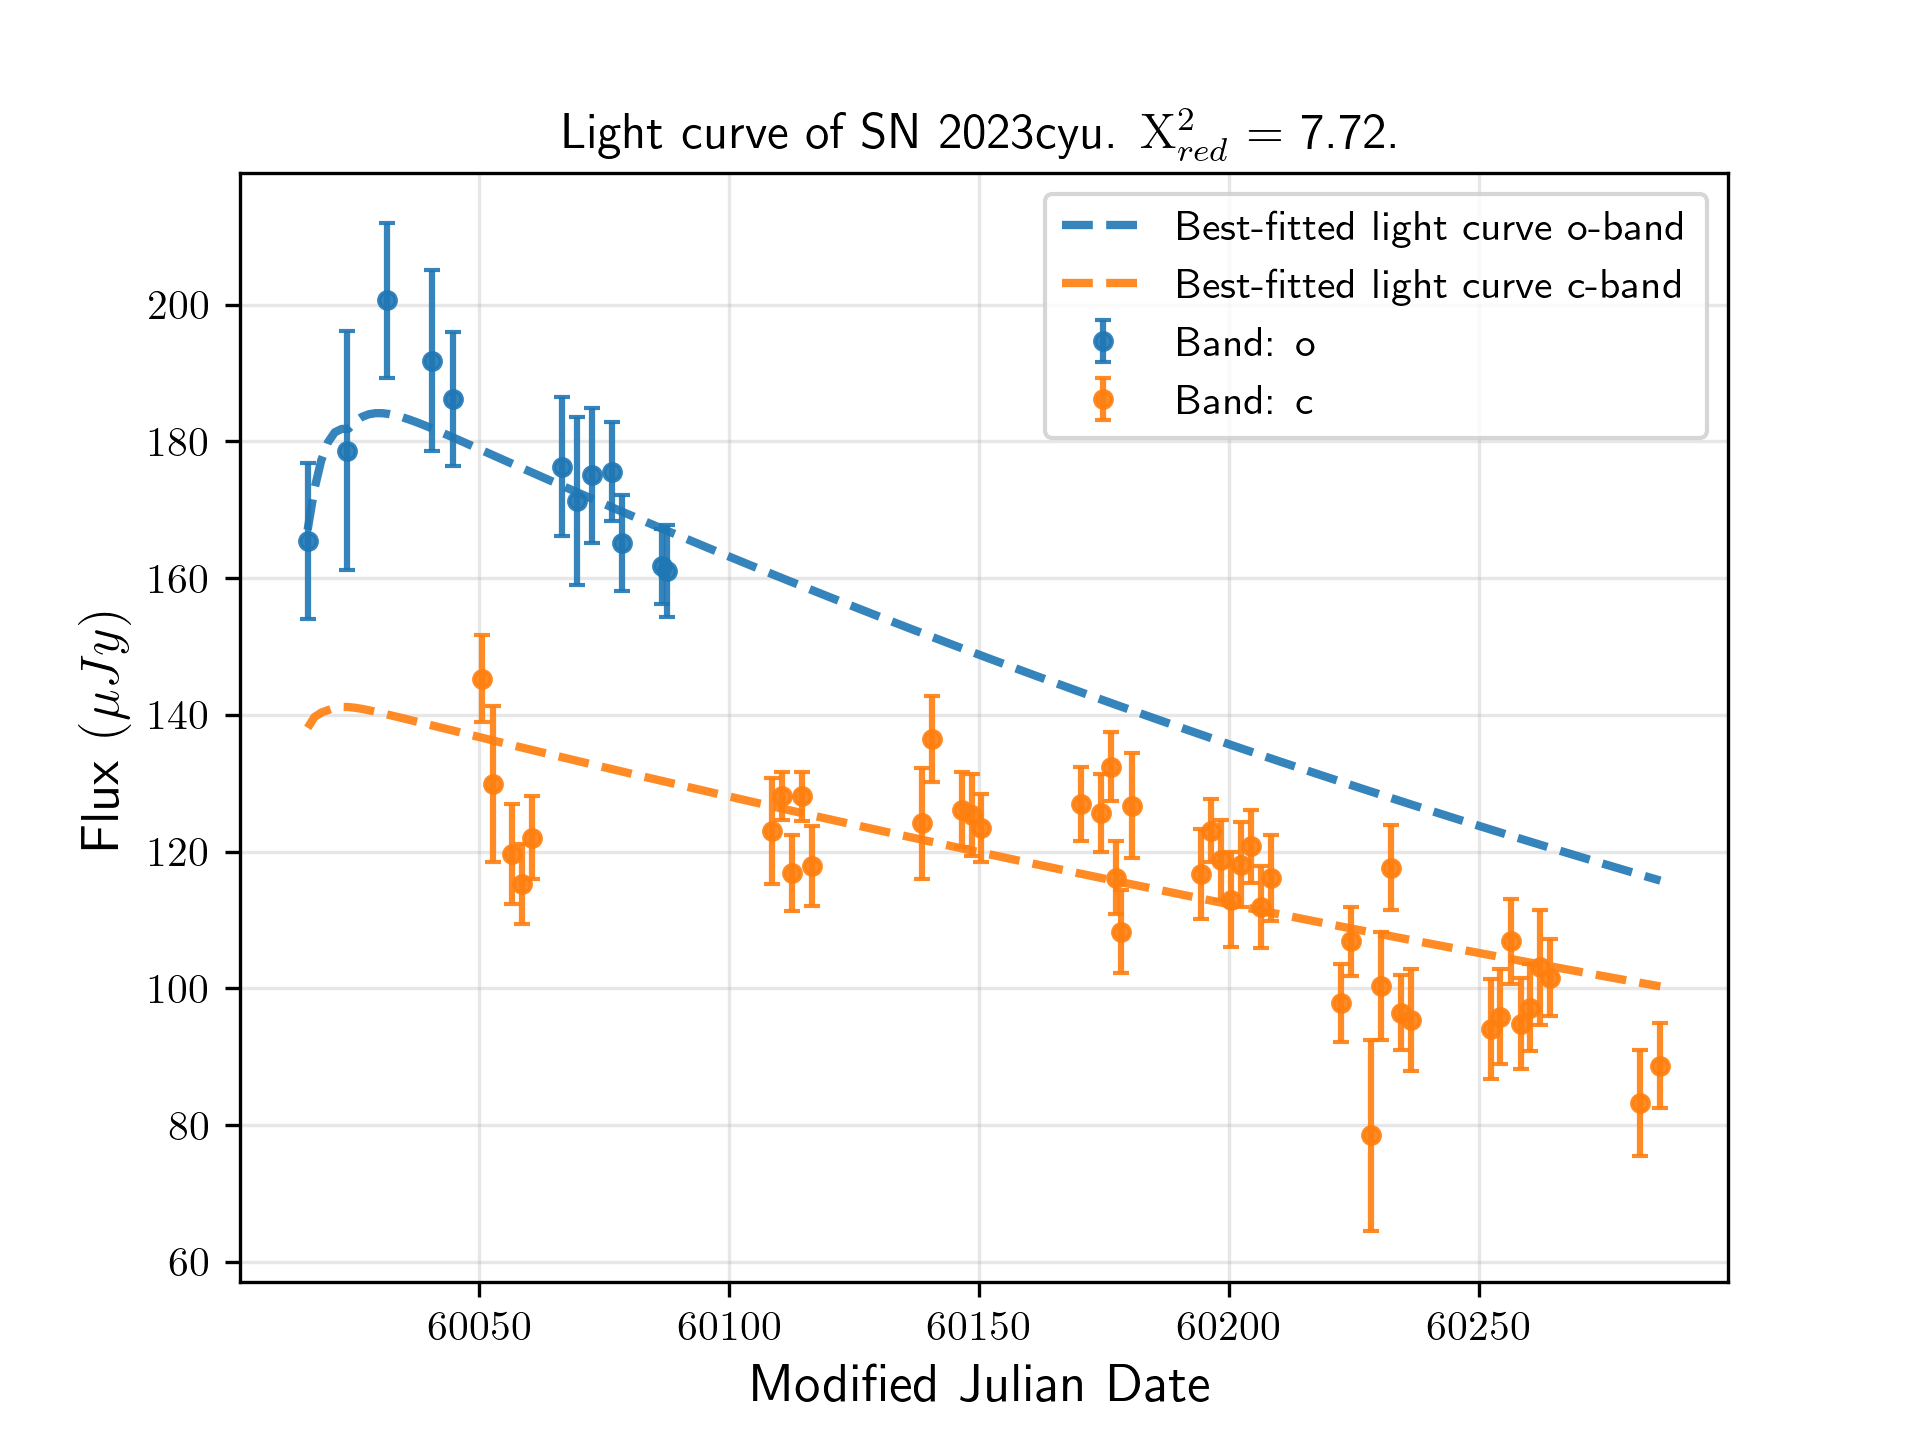 Light curve of SN 2023cyu. X²_red = 7.72.
Best-fitted light curve o-band
Best-fitted light curve c-band
Band: o
Band: c
Flux (μJy)
200
180
160
140
120
100
80
60
60050 60100 60150 60200 60250
Modified Julian Date